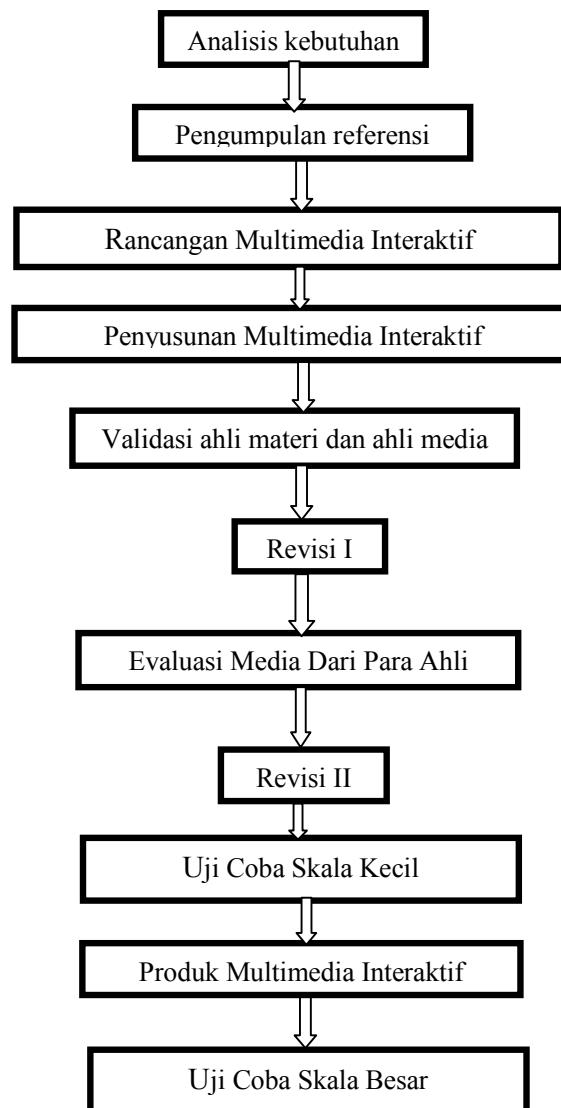 Analisis kebutuhan
Pengumpulan referensi
Rancangan Multimedia Interaktif
Penyusunan Multimedia Interaktif
Validasi ahli materi dan ahli media
Revisi I
Evaluasi Media Dari Para Ahli
Revisi II
Uji Coba Skala Kecil
Produk Multimedia Interaktif
Uji Coba Skala Besar